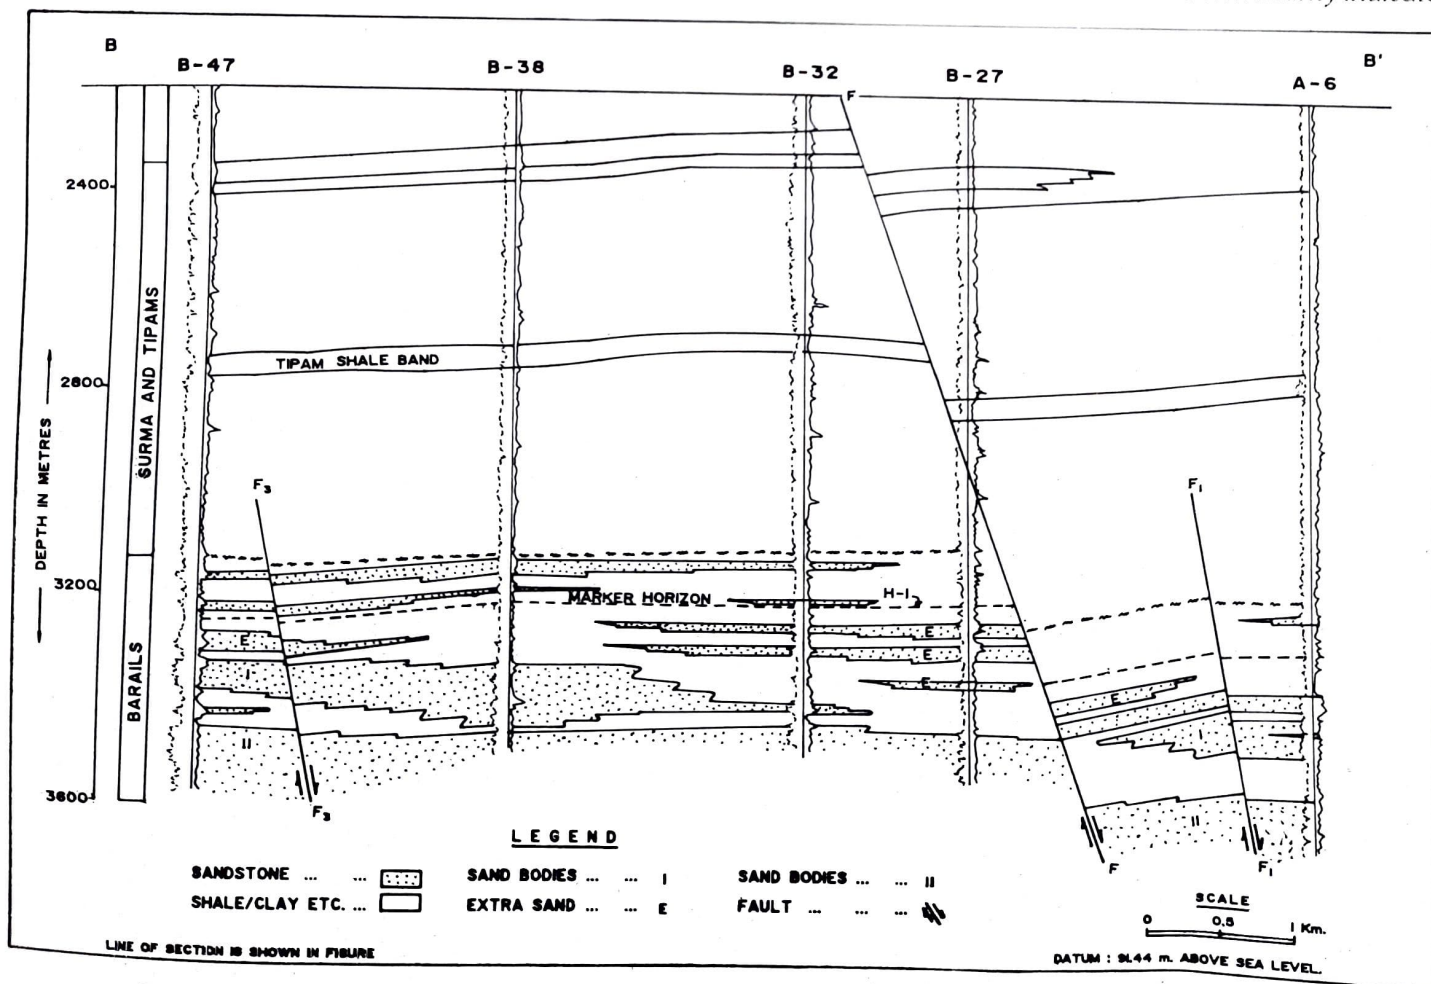 B
B'
B-47
B-38
B-32
B-27
A-6
F
2400
2800
3200
3600
DEPTH IN METRES
SURMA AND TIPAMS
BARAILS
TIPAM SHALE BAND
F3
F1
MARKER HORIZON
H-I
E
E
E
E
E
I
I
II
II
F3
F
F1
LEGEND
SANDSTONE ... ...
SAND BODIES ... ... I
SAND BODIES ... ... II
SHALE/CLAY ETC. ...
EXTRA SAND ... ... E
FAULT ... ... ...
SCALE
0 0.5 1 Km.
LINE OF SECTION IS SHOWN IN FIGURE
DATUM : 91.44 m. ABOVE SEA LEVEL.